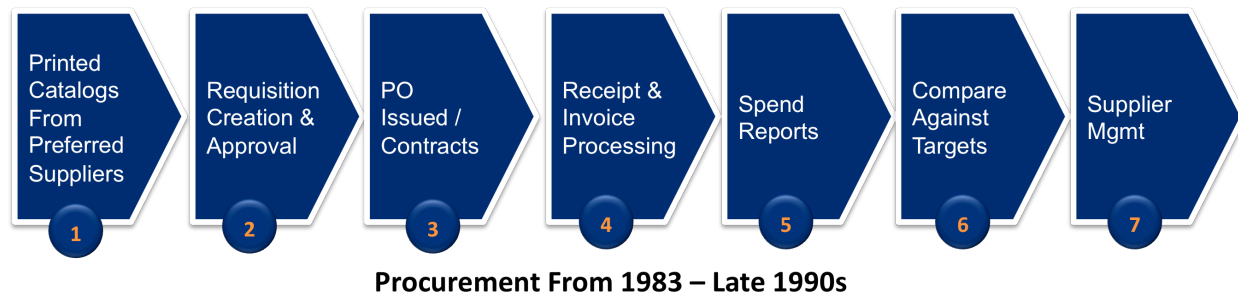 Printed
Catalogs
From
Preferred
Suppliers
1
Requisition
Creation &
Approval
2
PO
Issued /
Contracts
3
Receipt &
Invoice
Processing
4
Spend
Reports
5
Compare
Against
Targets
6
Supplier
Mgmt
7
Procurement From 1983 – Late 1990s